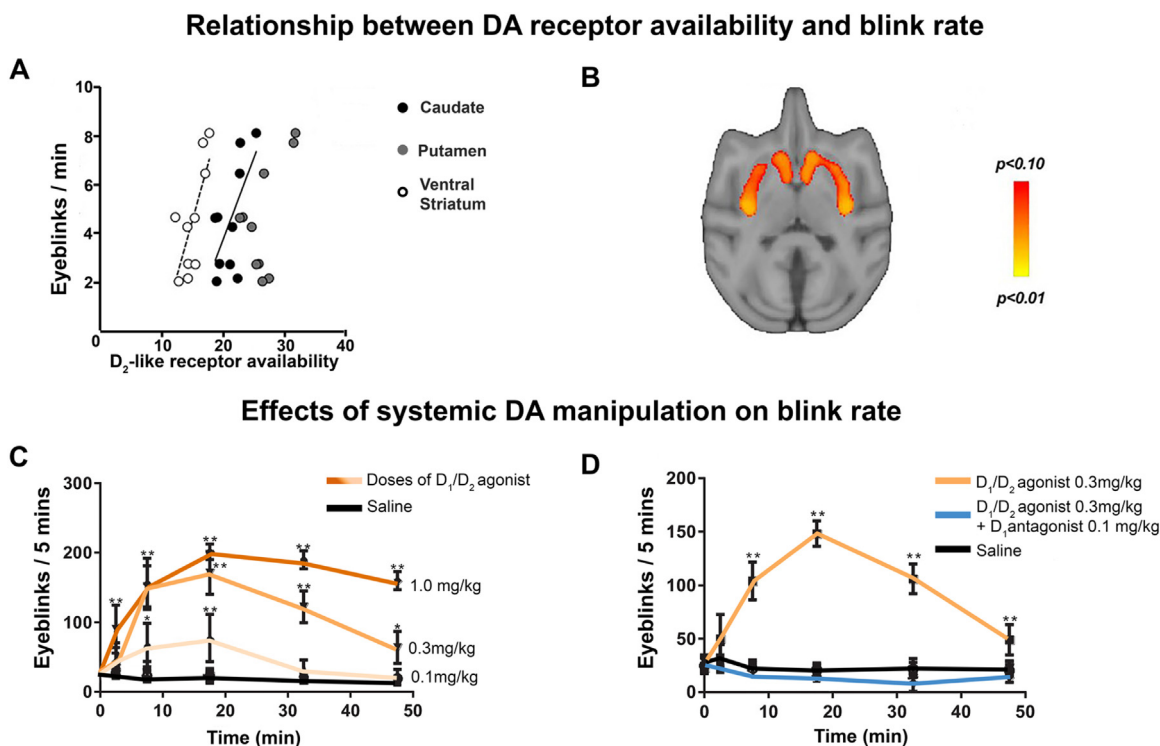 Relationship between DA receptor availability and blink rate
A
Eyeblinks / min
10
8
6
4
2
0
10
20
30
40
D₂-like receptor availability
Caudate
Putamen
Ventral
Striatum
B
p<0.10
p<0.01
Effects of systemic DA manipulation on blink rate
C
Doses of D₁/D₂ agonist
Saline
Eyeblinks / 5 mins
300
200
100
0
**
**
*
**
**
**
**
**
**
*
1.0 mg/kg
0.3mg/kg
0.1mg/kg
0
10
20
30
40
50
Time (min)
D
D₁/D₂ agonist 0.3mg/kg
D₁/D₂ agonist 0.3mg/kg
+ D₁antagonist 0.1 mg/kg
Saline
Eyeblinks / 5 mins
200
150
100
50
0
**
**
**
**
0
10
20
30
40
50
Time (min)